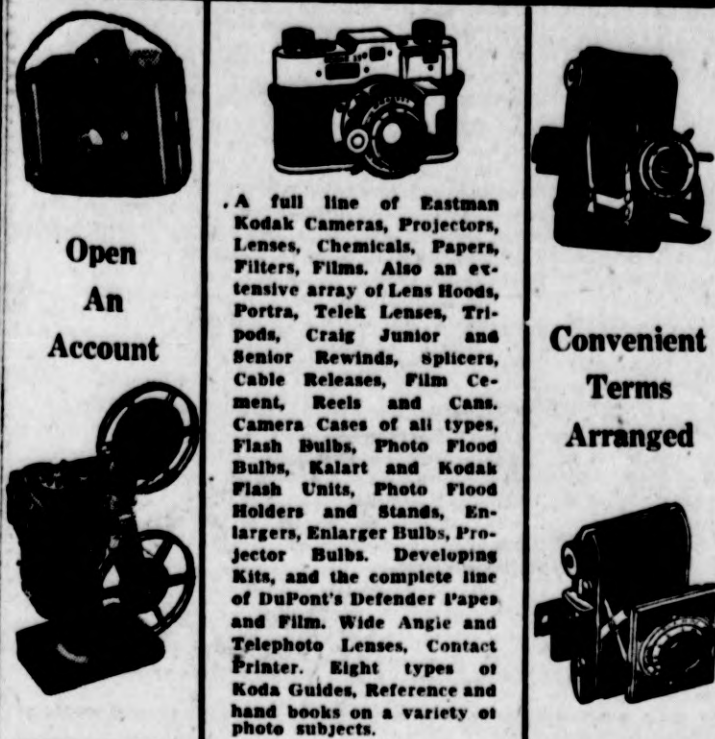 Open
An
Account
A full line of Eastman
Kodak Cameras, Projectors,
Lenses, Chemicals, Papers,
Filters, Films. Also an ex-
tensive array of Lens Hoods,
Portra, Telek Lenses, Tri-
pods, Craig Junior and
Senior Rewinds, Splicers,
Cable Releases, Film Ce-
ment, Reels and Cans.
Camera Cases of all types,
Flash Bulbs, Photo Flood
Bulbs, Kalart and Kodak
Flash Units, Photo Flood
Holders and Stands, En-
largers, Enlarger Bulbs, Pro-
jector Bulbs. Developing
Kits, and the complete line
of DuPont's Defender Paper
and Film. Wide Angle and
Telephoto Lenses, Contact
Printer. Eight types of
Koda Guides, Reference and
hand books on a variety of
photo subjects.
Convenient
Terms
Arranged